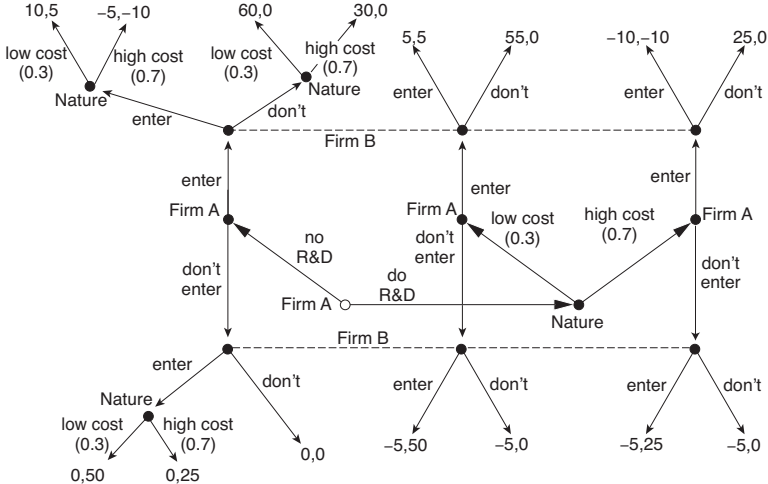 10,5
−5,−10
60,0
30,0
5,5
55,0
−10,−10
25,0
low cost
(0.3)
high cost
(0.7)
low cost
(0.3)
high cost
(0.7)
Nature
Nature
enter
don't
enter
don't
enter
don't
enter
don't
Firm B
enter
enter
enter
Firm A
Firm A
Firm A
no
R&D
low cost
(0.3)
high cost
(0.7)
don't
enter
don't
enter
don't
enter
do
R&D
Firm A
Nature
Firm B
enter
don't
enter
don't
enter
don't
Nature
low cost
(0.3)
high cost
(0.7)
0,50
0,25
0,0
−5,50
−5,0
−5,25
−5,0